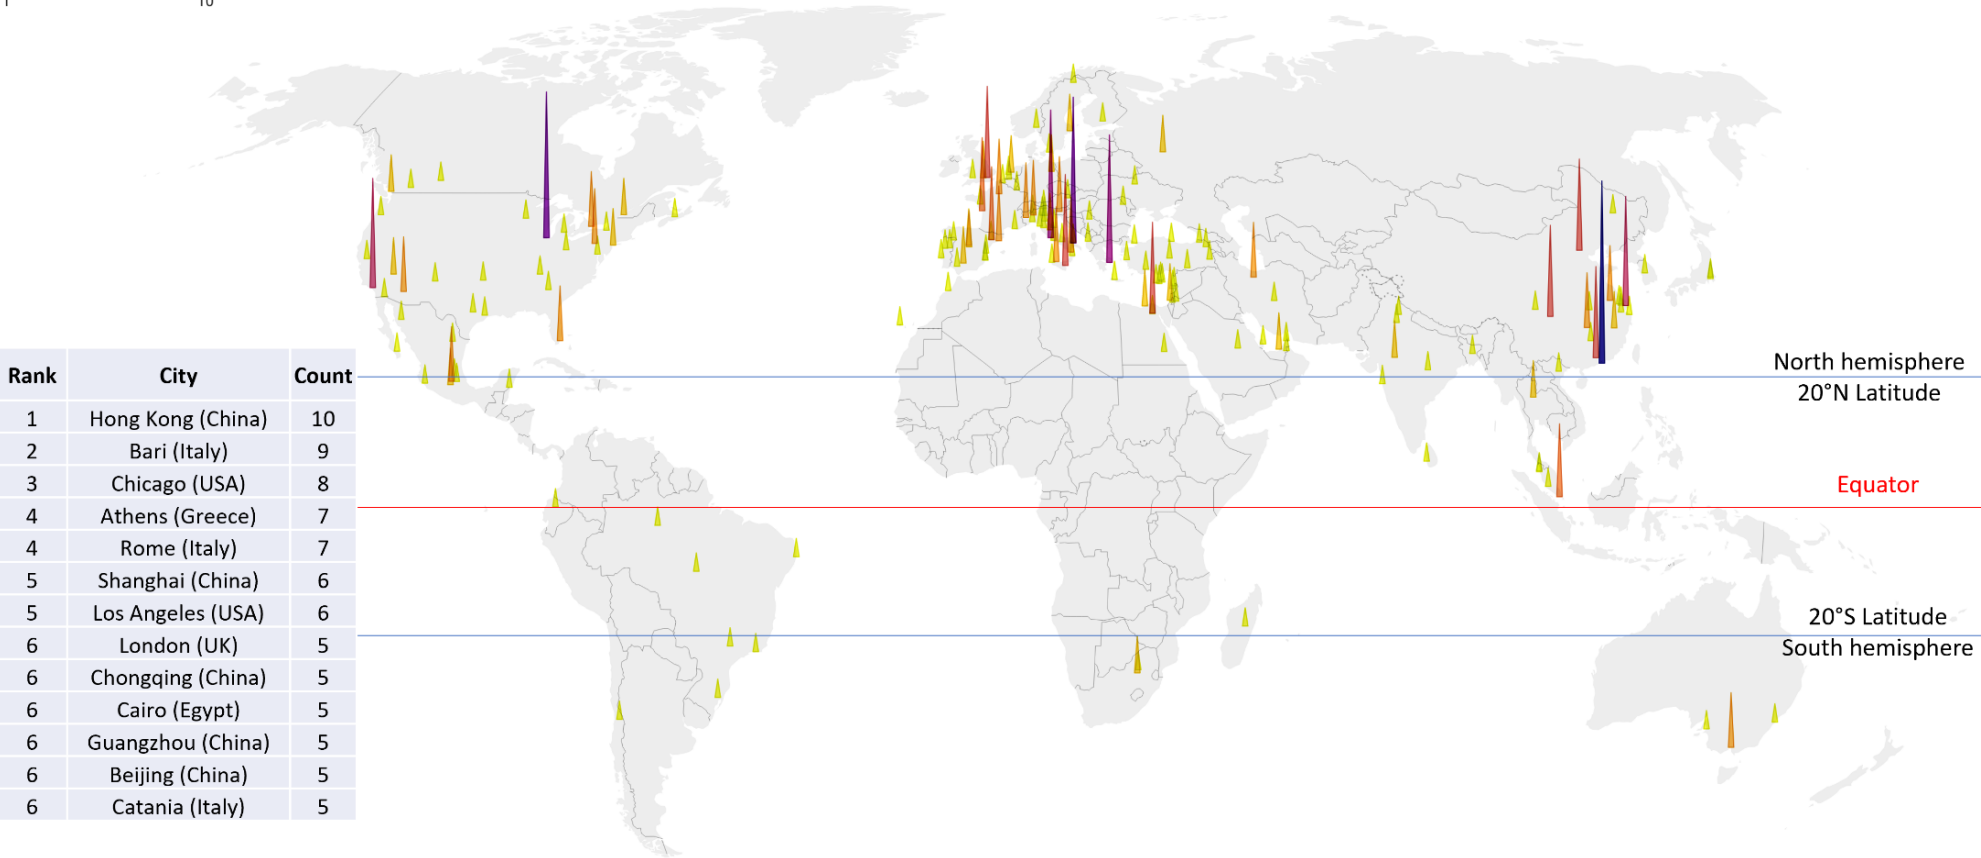 1 10
Rank City Count
1 Hong Kong (China) 10
2 Bari (Italy) 9
3 Chicago (USA) 8
4 Athens (Greece) 7
4 Rome (Italy) 7
5 Shanghai (China) 6
5 Los Angeles (USA) 6
6 London (UK) 5
6 Chongqing (China) 5
6 Cairo (Egypt) 5
6 Guangzhou (China) 5
6 Beijing (China) 5
6 Catania (Italy) 5
North hemisphere
20°N Latitude
Equator
20°S Latitude
South hemisphere